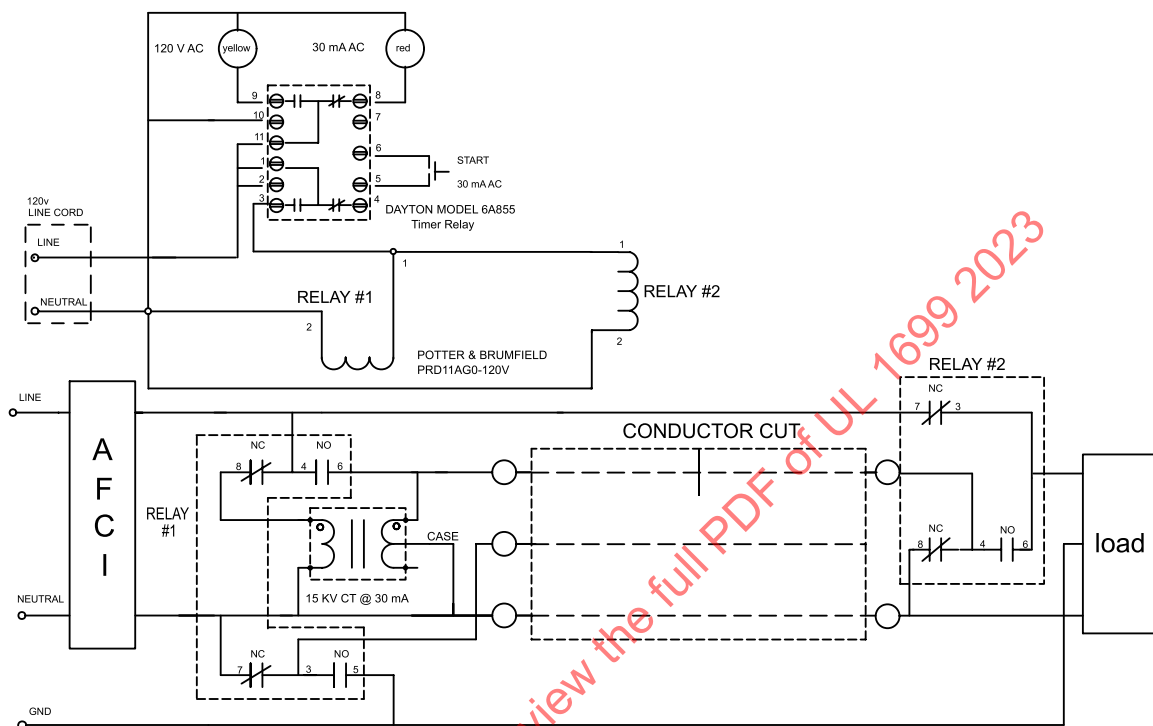 120 V AC
yellow
30 mA AC
red
9
8
10
7
11
6
1
START
2
5
30 mA AC
3
4
DAYTON MODEL 6A855
Timer Relay
120v
LINE CORD
LINE
NEUTRAL
1
1
RELAY #1
RELAY #2
2
2
POTTER & BRUMFIELD
PRD11AG0-120V
RELAY #2
LINE
NC
7
3
CONDUCTOR CUT
AFCI
NC
NO
8
4
6
RELAY
#1
CASE
NC
NO
8
4
6
load
15 KV CT @ 30 mA
NEUTRAL
NC
NO
7
3
5
GND
view the full PDF of UL 1699 2023